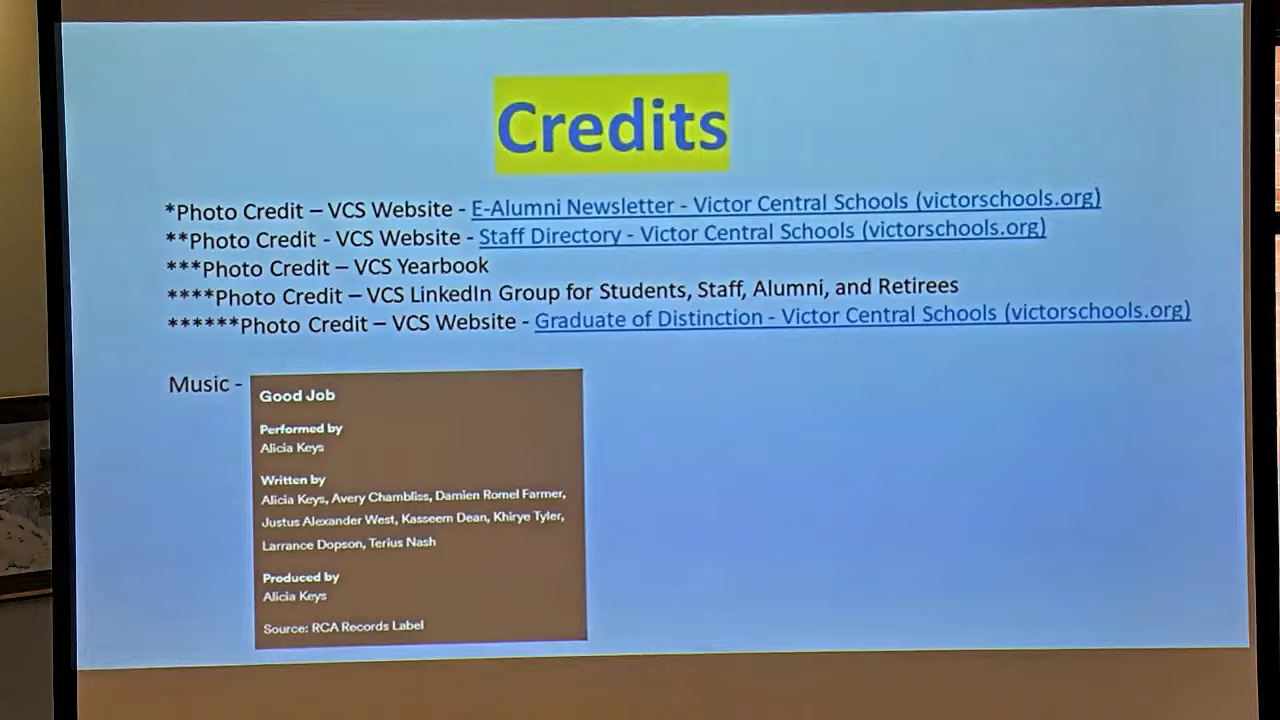 Credits
*Photo Credit – VCS Website - E-Alumni Newsletter - Victor Central Schools (victorschools.org)
**Photo Credit - VCS Website - Staff Directory - Victor Central Schools (victorschools.org)
***Photo Credit – VCS Yearbook
****Photo Credit – VCS LinkedIn Group for Students, Staff, Alumni, and Retirees
******Photo Credit – VCS Website - Graduate of Distinction - Victor Central Schools (victorschools.org)
Music -
Good Job
Performed by
Alicia Keys
Written by
Alicia Keys, Avery Chambliss, Damien Romel Farmer,
Justus Alexander West, Kasseem Dean, Khirye Tyler,
Larrance Dopson, Terius Nash
Produced by
Alicia Keys
Source: RCA Records Label